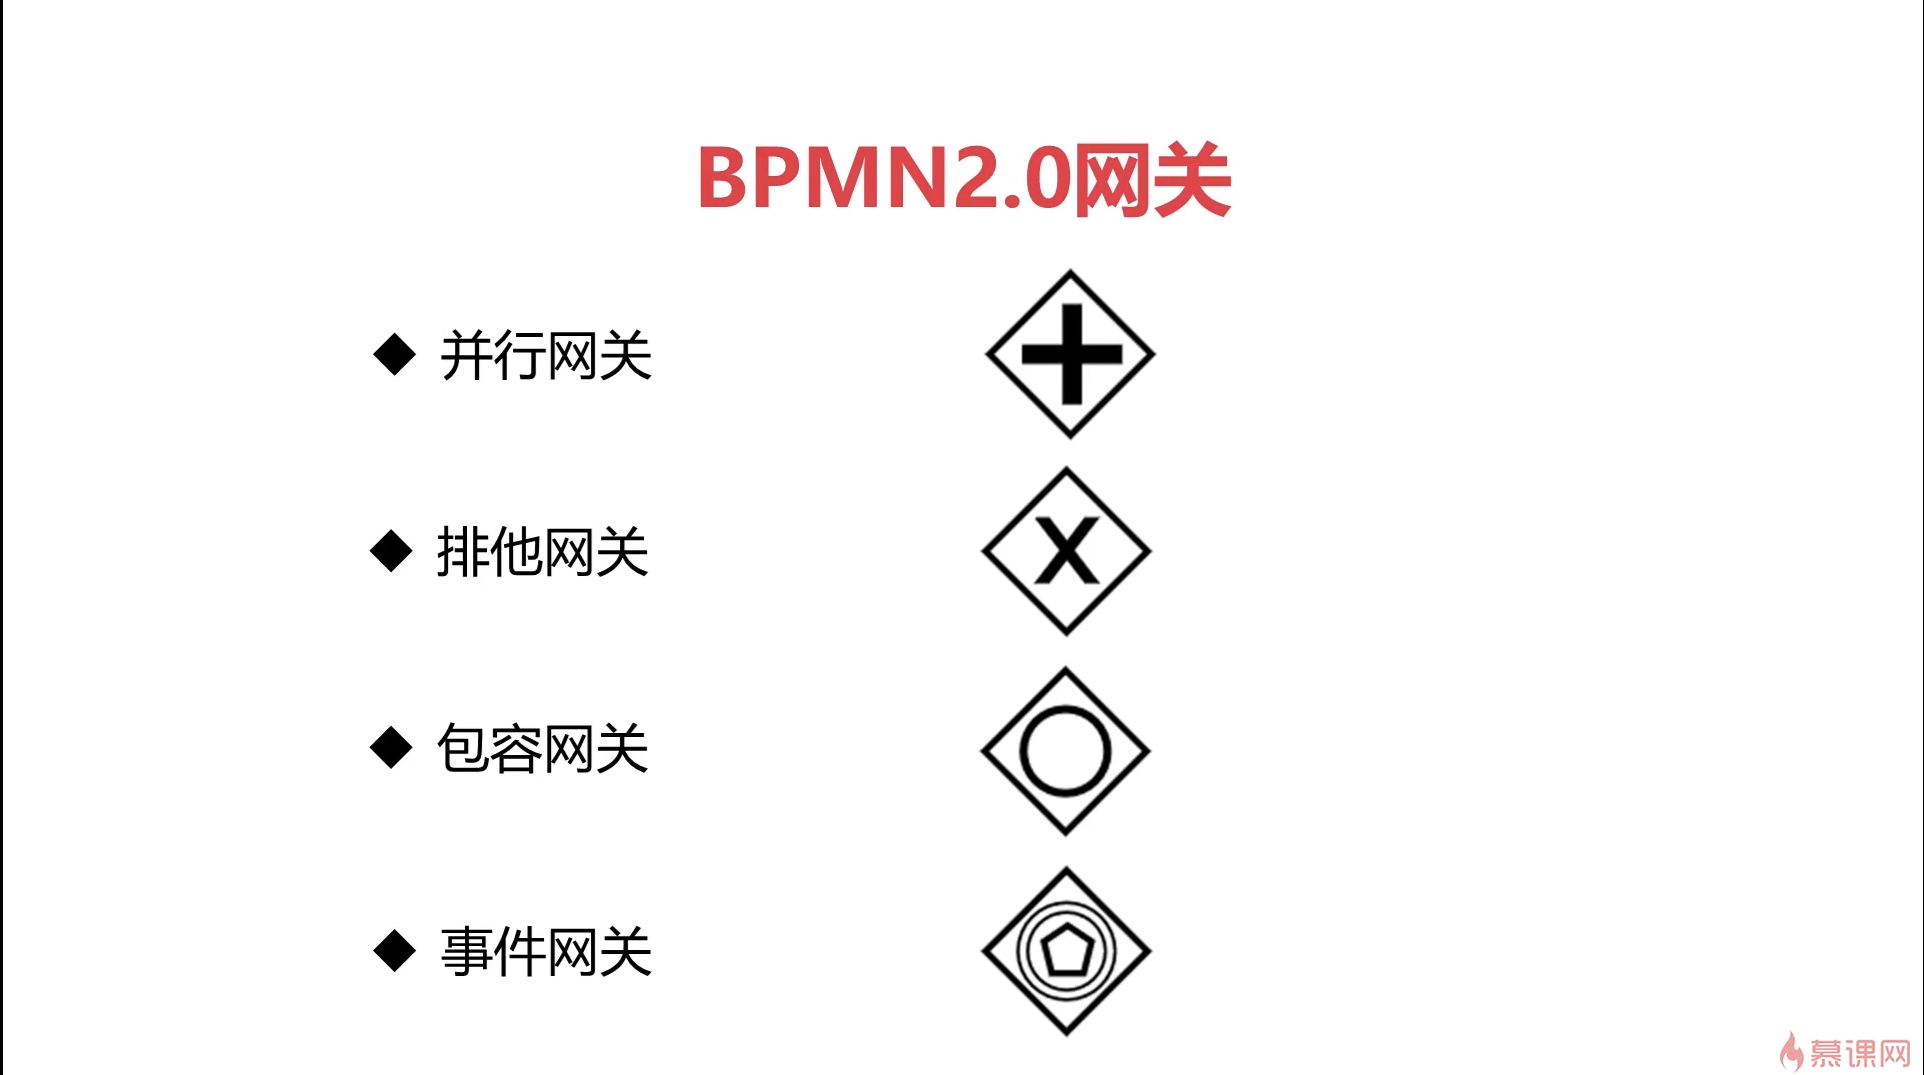 BPMN2.0网关
◆ 并行网关
◆ 排他网关
X
◆ 包容网关
◆ 事件网关
慕课网